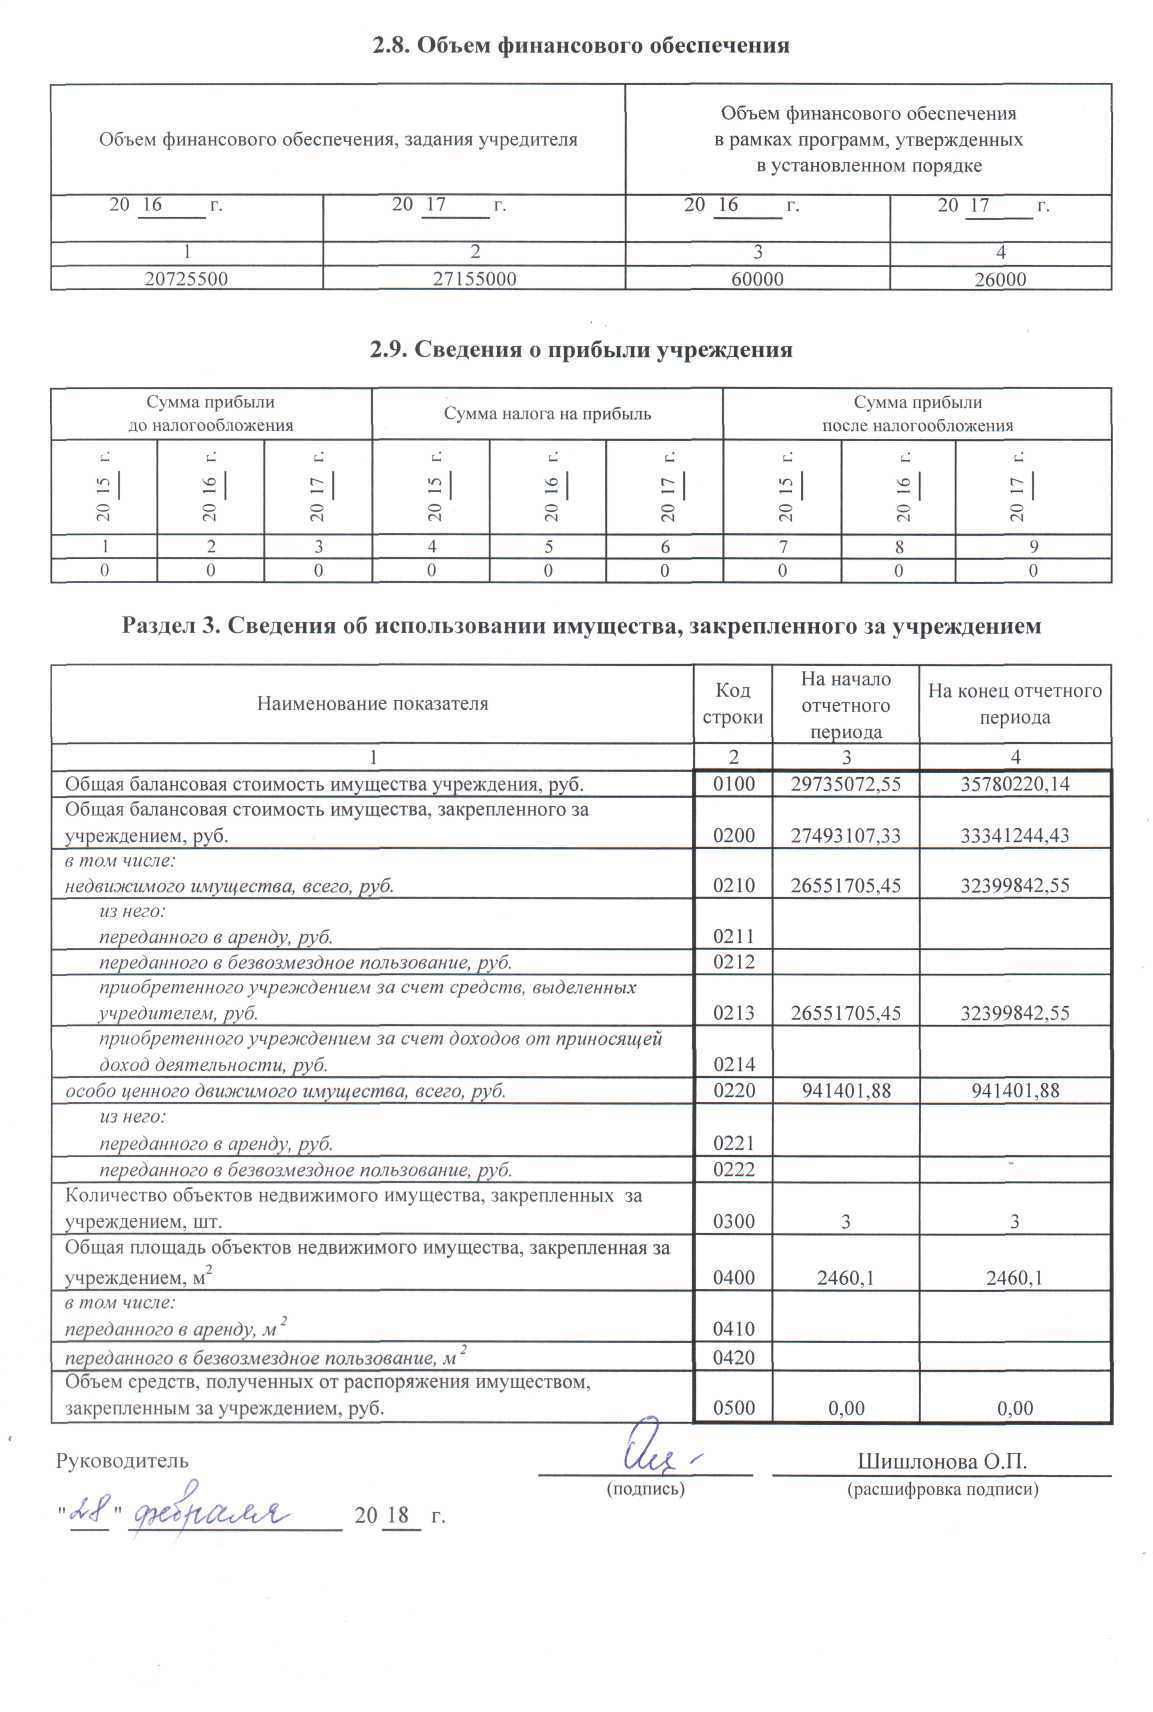 2.8. Объем финансового обеспечения
Объем финансового обеспечения, задания учредителя
Объем финансового обеспечения
в рамках программ, утвержденных
в установленном порядке
20 16 г. 20 17 г. 20 16 г. 20 17 г.
1 2 3 4
20725500 27155000 60000 26000
2.9. Сведения о прибыли учреждения
Сумма прибыли
до налогообложения
Сумма налога на прибыль
Сумма прибыли
после налогообложения
20 15 г. 20 16 г. 20 17 г. 20 15 г. 20 16 г. 20 17 г. 20 15 г. 20 16 г. 20 17 г.
1 2 3 4 5 6 7 8 9
0 0 0 0 0 0 0 0 0
Раздел 3. Сведения об использовании имущества, закрепленного за учреждением
Наименование показателя
Код
строки
На начало
отчетного
периода
На конец отчетного
периода
1 2 3 4
Общая балансовая стоимость имущества учреждения, руб. 0100 29735072,55 35780220,14
Общая балансовая стоимость имущества, закрепленного за
учреждением, руб. 0200 27493107,33 33341244,43
в том числе:
недвижимого имущества, всего, руб. 0210 26551705,45 32399842,55
из него:
переданного в аренду, руб. 0211
переданного в безвозмездное пользование, руб. 0212
приобретенного учреждением за счет средств, выделенных
учредителем, руб. 0213 26551705,45 32399842,55
приобретенного учреждением за счет доходов от приносящей
доход деятельности, руб. 0214
особо ценного движимого имущества, всего, руб. 0220 941401,88 941401,88
из него:
переданного в аренду, руб. 0221
переданного в безвозмездное пользование, руб. 0222
Количество объектов недвижимого имущества, закрепленных за
учреждением, шт. 0300 3 3
Общая площадь объектов недвижимого имущества, закрепленная за
учреждением, м2 0400 2460,1 2460,1
в том числе:
переданного в аренду, м2 0410
переданного в безвозмездное пользование, м2 0420
Объем средств, полученных от распоряжения имуществом,
закрепленным за учреждением, руб. 0500 0,00 0,00
Руководитель Шишлонова О.П.
(подпись) (расшифровка подписи)
"28" февраля 20 18 г.